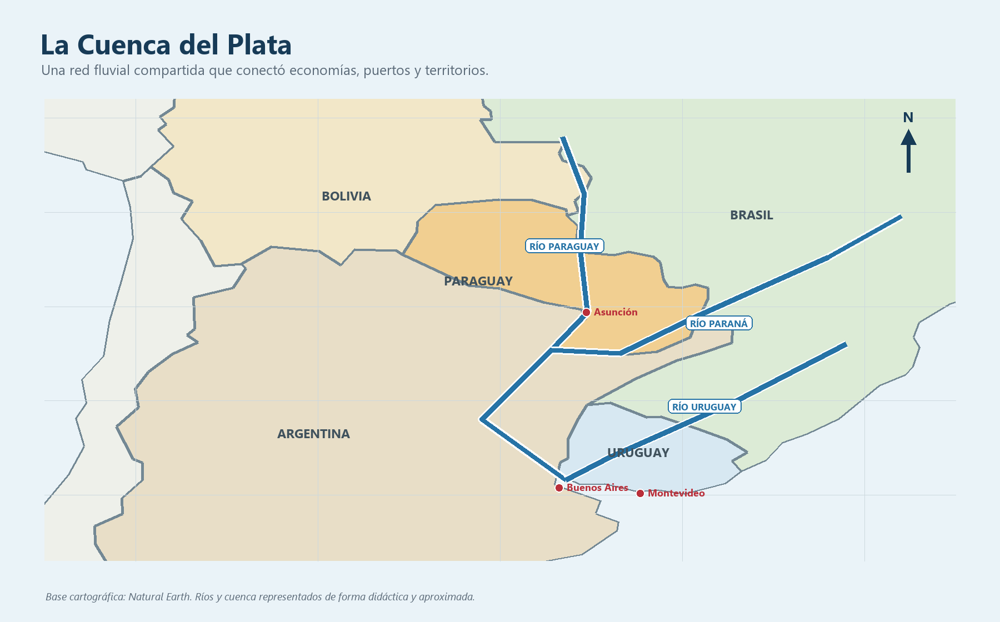 La Cuenca del Plata
Una red fluvial compartida que conectó economías, puertos y territorios.
N
BOLIVIA
BRASIL
RÍO PARAGUAY
PARAGUAY
Asunción
RÍO PARANÁ
RÍO URUGUAY
ARGENTINA
URUGUAY
Buenos Aires
Montevideo
Base cartográfica: Natural Earth. Ríos y cuenca representados de forma didáctica y aproximada.